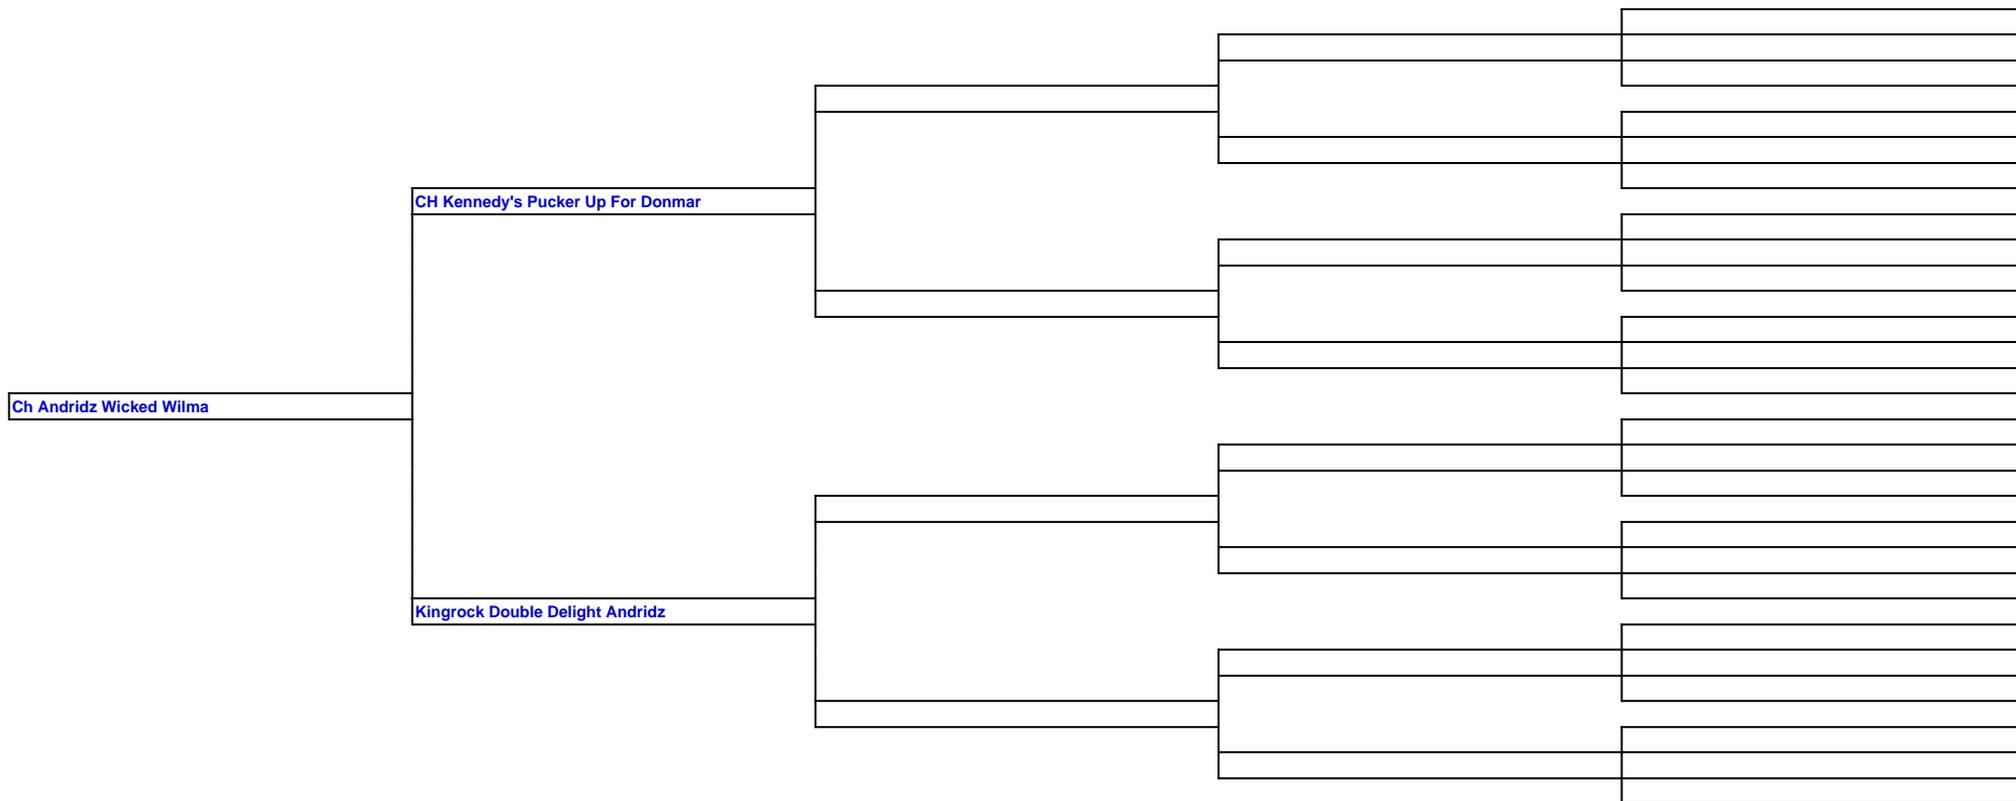 CH Kennedy's Pucker Up For Donmar
Ch Andridz Wicked Wilma
Kingrock Double Delight Andridz